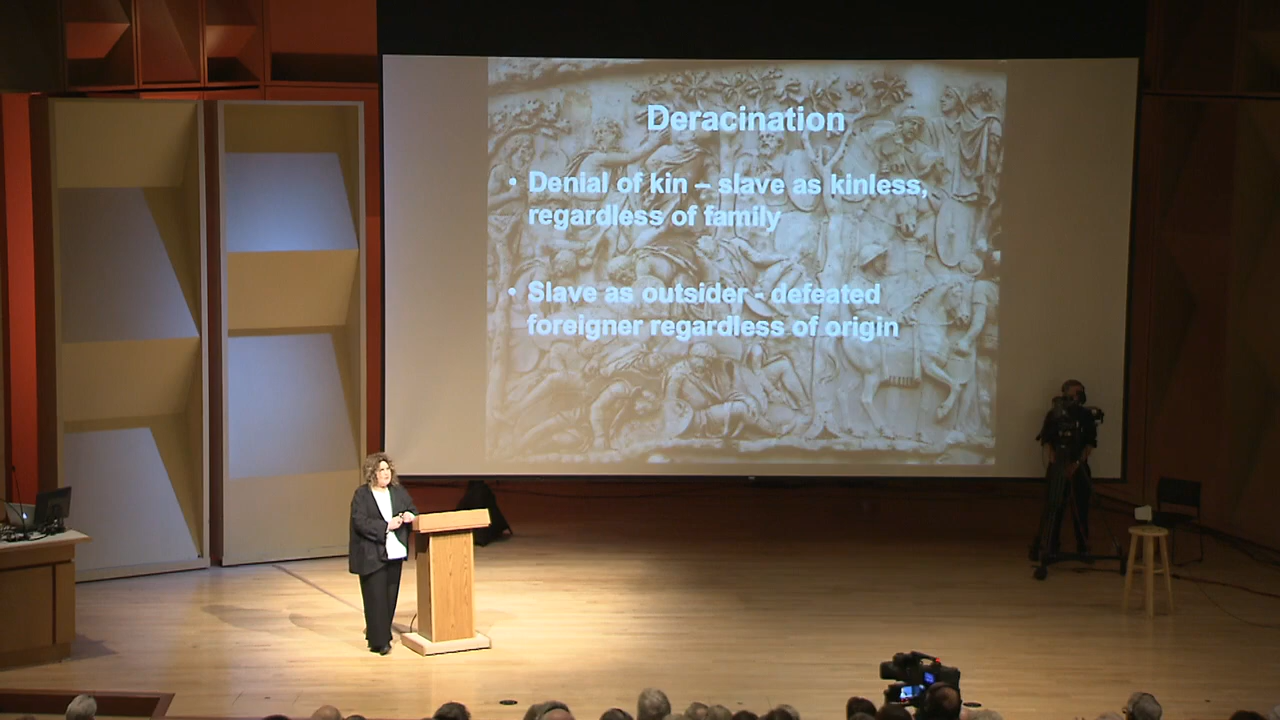 Deracination
• Denial of kin – slave as kinless,
regardless of family
• Slave as outsider - defeated
foreigner regardless of origin